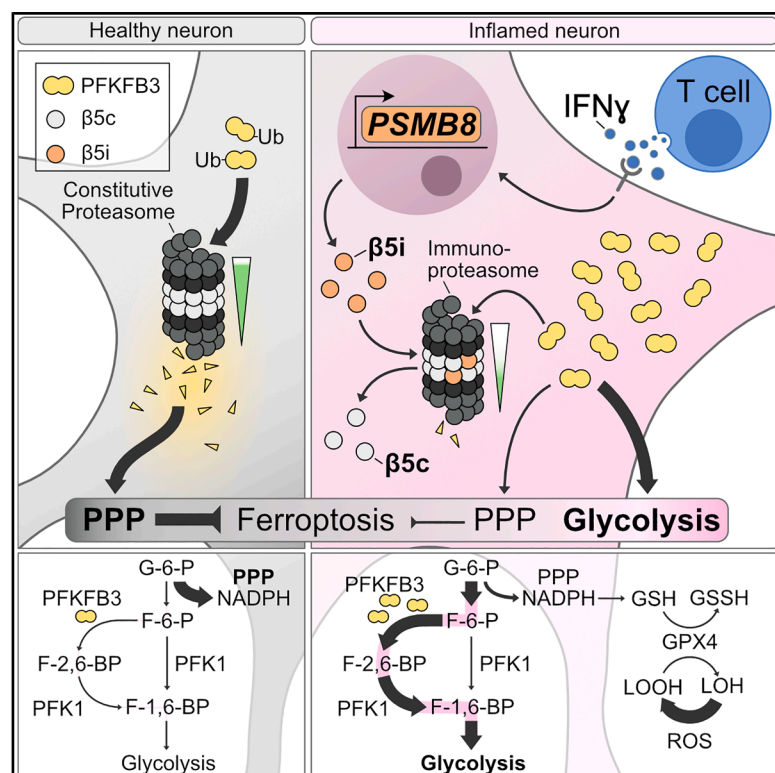 Healthy neuron
Inflamed neuron
PFKFB3
β5c
β5i
Ub
Ub
Constitutive
Proteasome
PSMB8
IFNɣ
T cell
β5i
Immuno-
proteasome
β5c
PPP
Ferroptosis
PPP
Glycolysis
G-6-P
PPP
NADPH
PFKFB3
F-6-P
F-2,6-BP
PFK1
PFK1
F-1,6-BP
Glycolysis
G-6-P
PFKFB3
PPP
NADPH
GSH
GSSH
F-6-P
GPX4
F-2,6-BP
PFK1
LOOH
LOH
PFK1
F-1,6-BP
ROS
Glycolysis